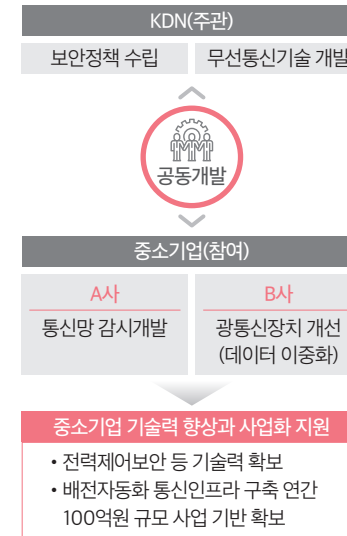 KDN(주관)
보안정책 수립
무선통신기술 개발
공동개발
중소기업(참여)
A사
B사
통신망 감시개발
광통신장치 개선
(데이터 이중화)
중소기업 기술력 향상과 사업화 지원
• 전력제어보안 등 기술력 확보
• 배전자동화 통신인프라 구축 연간
100억원 규모 사업 기반 확보